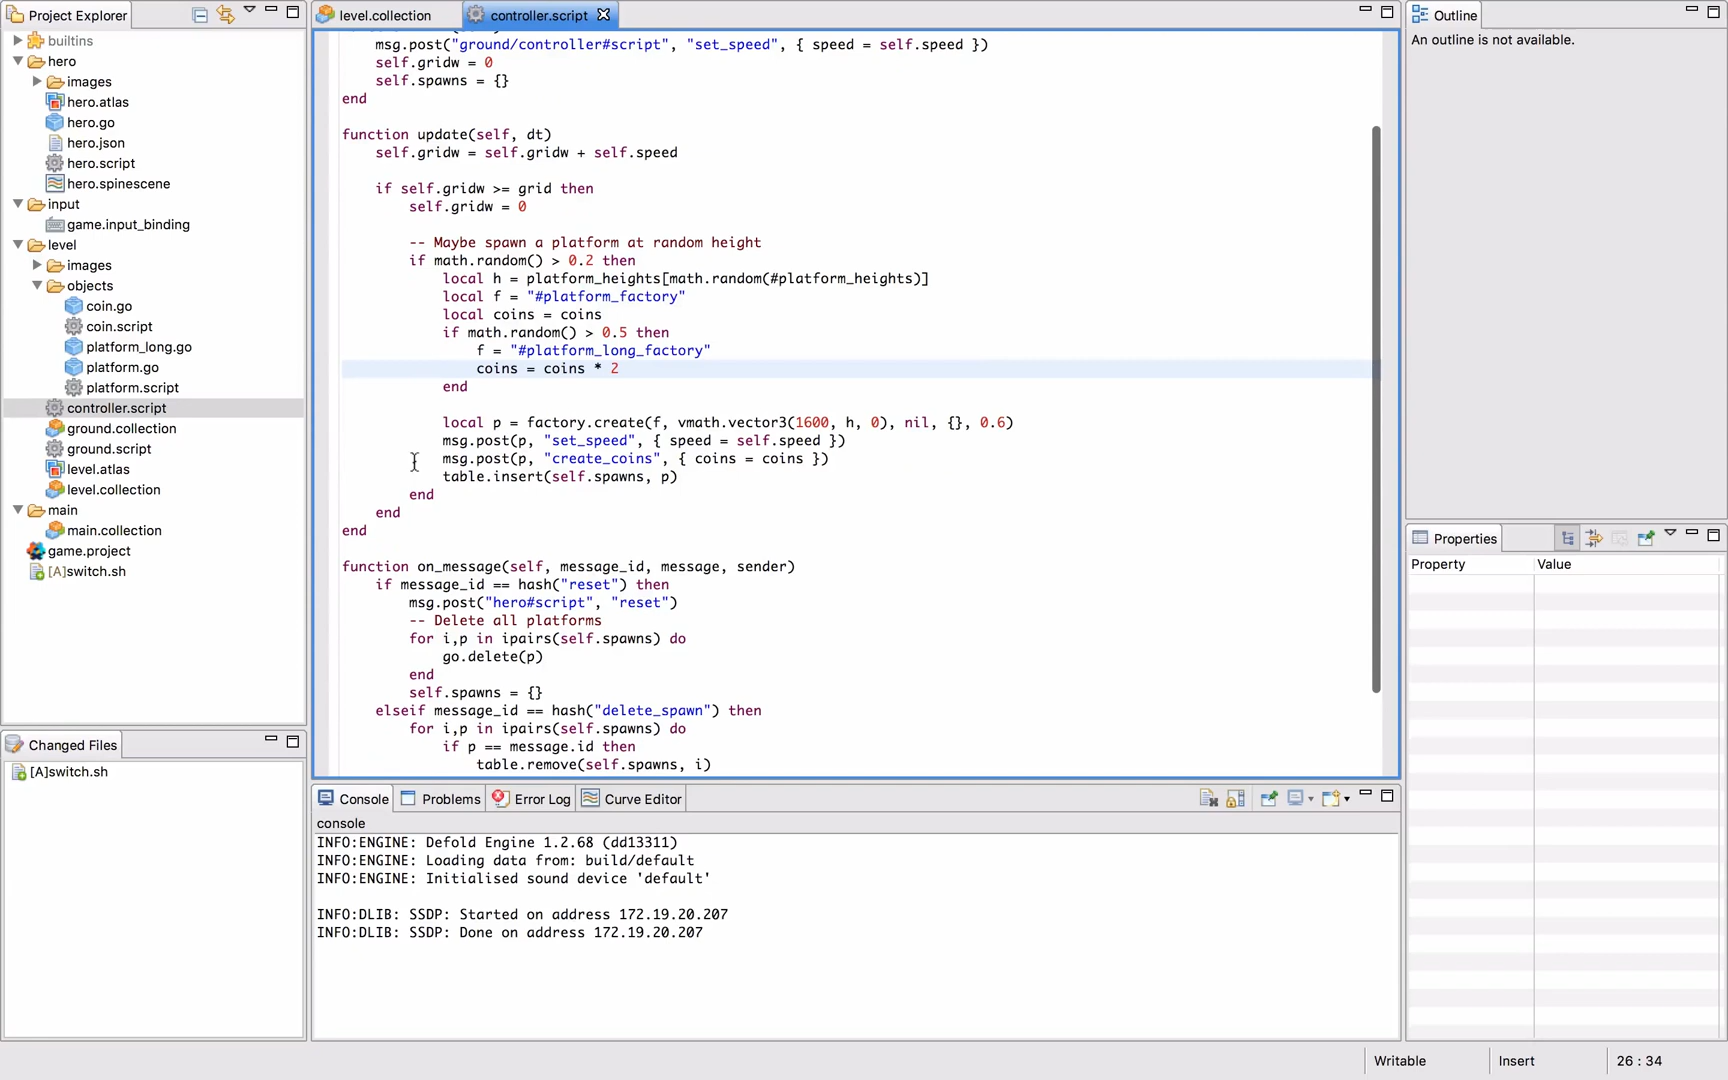 Project Explorer
builtins
hero
images
hero.atlas
hero.go
hero.json
hero.script
hero.spinescene
input
game.input_binding
level
images
objects
coin.go
coin.script
platform_long.go
platform.go
platform.script
controller.script
ground.collection
ground.script
level.atlas
level.collection
main
main.collection
game.project
[A]switch.sh
Changed Files
[A]switch.sh
level.collection
controller.script
msg.post("ground/controller#script", "set_speed", { speed = self.speed })
self.gridw = 0
self.spawns = {}
end
function update(self, dt)
self.gridw = self.gridw + self.speed
if self.gridw >= grid then
self.gridw = 0
-- Maybe spawn a platform at random height
if math.random() > 0.2 then
local h = platform_heights[math.random(#platform_heights)]
local f = "#platform_factory"
local coins = coins
if math.random() > 0.5 then
f = "#platform_long_factory"
coins = coins * 2
end
local p = factory.create(f, vmath.vector3(1600, h, 0), nil, {}, 0.6)
msg.post(p, "set_speed", { speed = self.speed })
msg.post(p, "create_coins", { coins = coins })
table.insert(self.spawns, p)
end
end
end
function on_message(self, message_id, message, sender)
if message_id == hash("reset") then
msg.post("hero#script", "reset")
-- Delete all platforms
for i,p in ipairs(self.spawns) do
go.delete(p)
end
self.spawns = {}
elseif message_id == hash("delete_spawn") then
for i,p in ipairs(self.spawns) do
if p == message.id then
table.remove(self.spawns, i)
Console
Problems
Error Log
Curve Editor
console
INFO:ENGINE: Defold Engine 1.2.68 (dd13311)
INFO:ENGINE: Loading data from: build/default
INFO:ENGINE: Initialised sound device 'default'
INFO:DLIB: SSDP: Started on address 172.19.20.207
INFO:DLIB: SSDP: Done on address 172.19.20.207
Outline
An outline is not available.
Properties
Property Value
Writable Insert 26 : 34